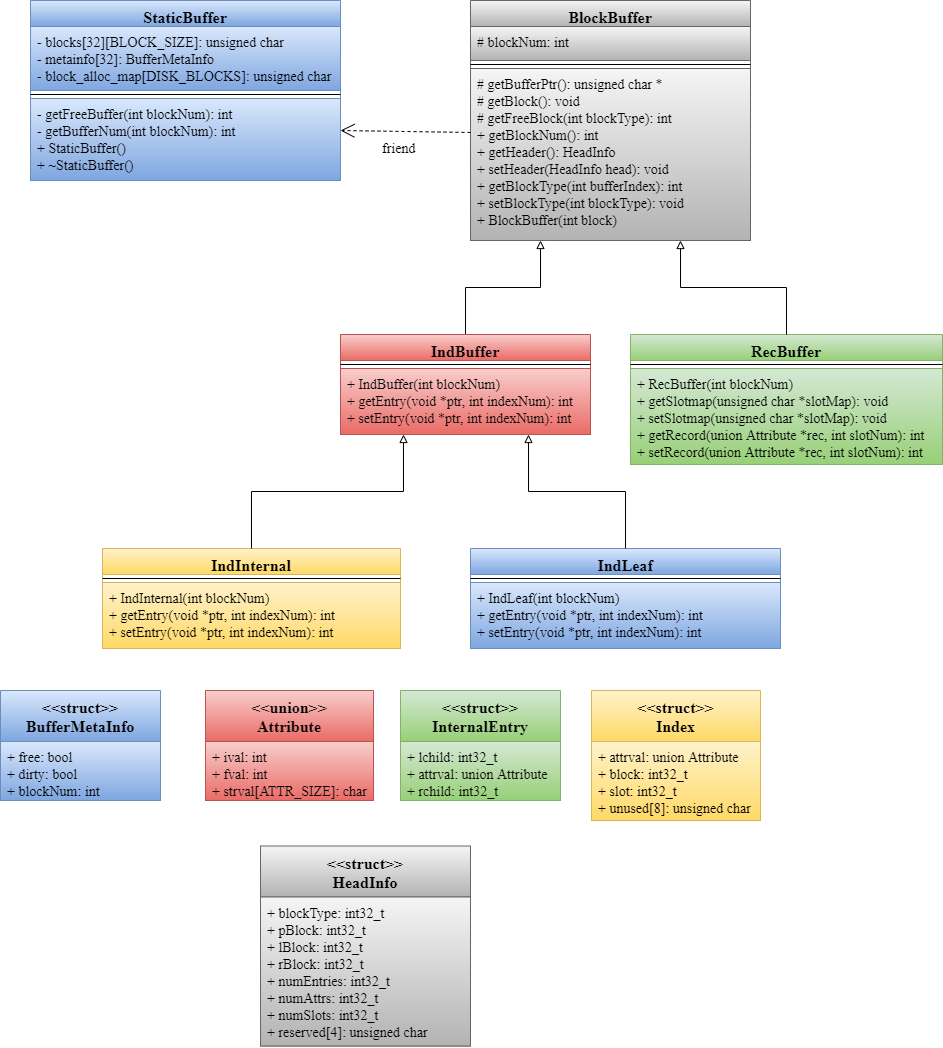 StaticBuffer
- blocks[32][BLOCK_SIZE]: unsigned char
- metainfo[32]: BufferMetaInfo
- block_alloc_map[DISK_BLOCKS]: unsigned char
- getFreeBuffer(int blockNum): int
- getBufferNum(int blockNum): int
+ StaticBuffer()
+ ~StaticBuffer()
friend
BlockBuffer
# blockNum: int
# getBufferPtr(): unsigned char *
# getBlock(): void
# getFreeBlock(int blockType): int
+ getBlockNum(): int
+ getHeader(): HeadInfo
+ setHeader(HeadInfo head): void
+ getBlockType(int bufferIndex): int
+ setBlockType(int blockType): void
+ BlockBuffer(int block)
IndBuffer
+ IndBuffer(int blockNum)
+ getEntry(void *ptr, int indexNum): int
+ setEntry(void *ptr, int indexNum): int
RecBuffer
+ RecBuffer(int blockNum)
+ getSlotmap(unsigned char *slotMap): void
+ setSlotmap(unsigned char *slotMap): void
+ getRecord(union Attribute *rec, int slotNum): int
+ setRecord(union Attribute *rec, int slotNum): int
IndInternal
+ IndInternal(int blockNum)
+ getEntry(void *ptr, int indexNum): int
+ setEntry(void *ptr, int indexNum): int
IndLeaf
+ IndLeaf(int blockNum)
+ getEntry(void *ptr, int indexNum): int
+ setEntry(void *ptr, int indexNum): int
<<struct>>
BufferMetaInfo
+ free: bool
+ dirty: bool
+ blockNum: int
<<union>>
Attribute
+ ival: int
+ fval: int
+ strval[ATTR_SIZE]: char
<<struct>>
InternalEntry
+ lchild: int32_t
+ attrval: union Attribute
+ rchild: int32_t
<<struct>>
Index
+ attrval: union Attribute
+ block: int32_t
+ slot: int32_t
+ unused[8]: unsigned char
<<struct>>
HeadInfo
+ blockType: int32_t
+ pBlock: int32_t
+ lBlock: int32_t
+ rBlock: int32_t
+ numEntries: int32_t
+ numAttrs: int32_t
+ numSlots: int32_t
+ reserved[4]: unsigned char